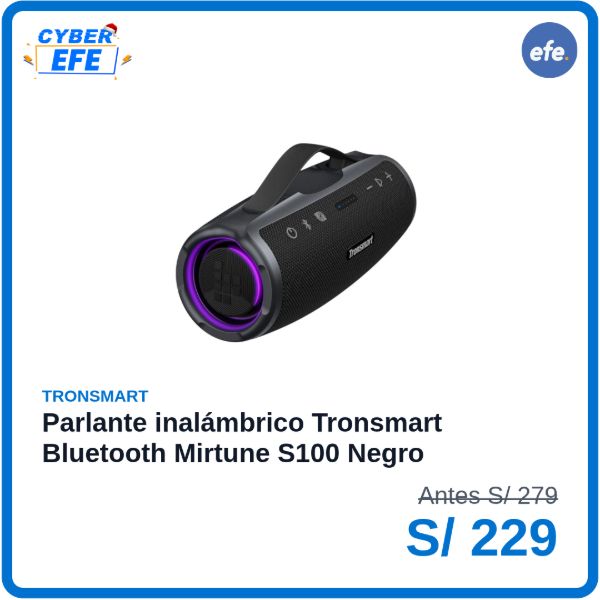 CYBER
EFE
efe.
Tronsmart
TRONSMART
Parlante inalámbrico Tronsmart
Bluetooth Mirtune S100 Negro
Antes S/ 279
S/ 229